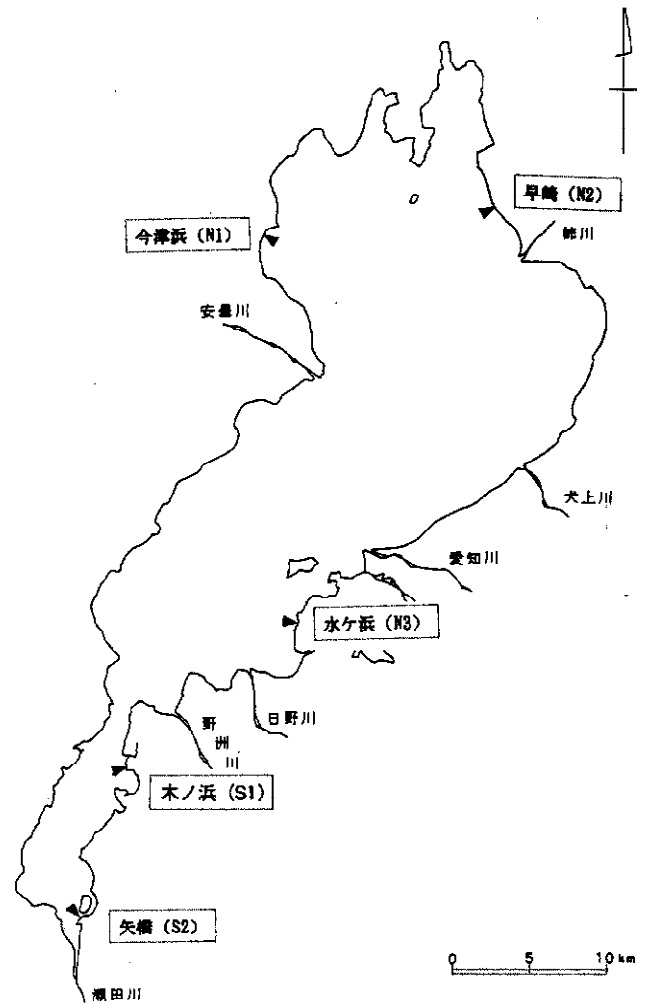 早崎 (N2)
姉川
今津浜 (N1)
安曇川
犬上川
愛知川
水ケ浜 (N3)
日野川
野洲川
木ノ浜 (S1)
矢橋 (S2)
瀬田川
0 5 10 km